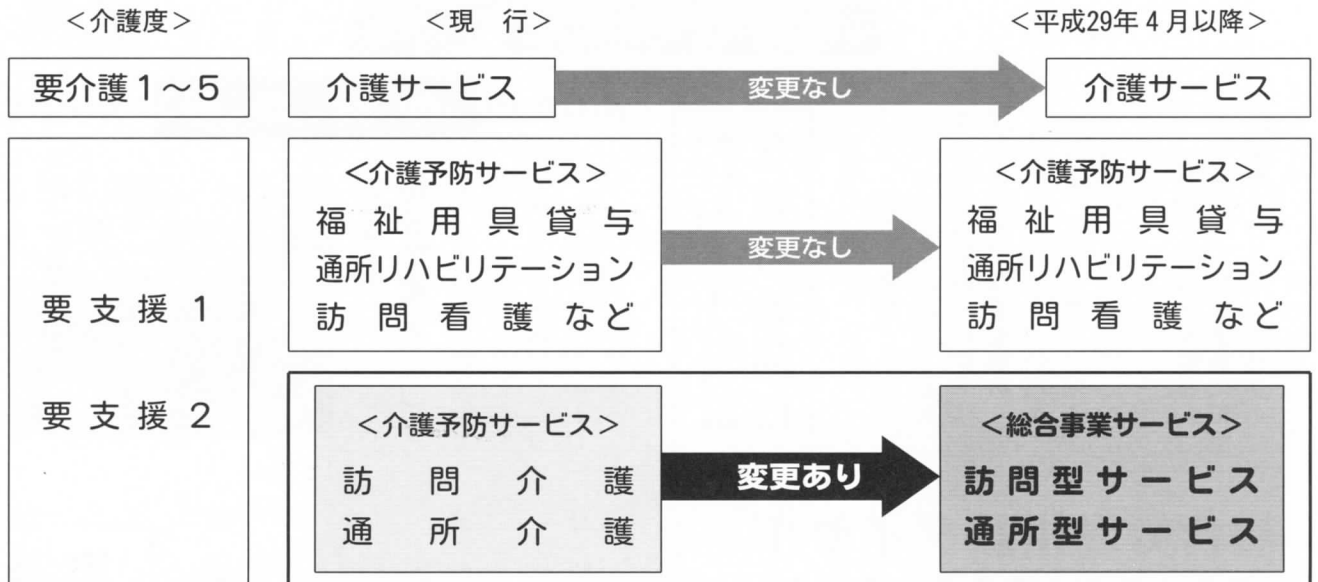 ＜介護度＞
＜現　行＞
＜平成29年４月以降＞
要介護１～５
介護サービス
変更なし
介護サービス
要支援１
要支援２
＜介護予防サービス＞
福祉用具貸与
通所リハビリテーション
訪問看護など
変更なし
＜介護予防サービス＞
福祉用具貸与
通所リハビリテーション
訪問看護など
＜介護予防サービス＞
訪問介護
通所介護
変更あり
＜総合事業サービス＞
訪問型サービス
通所型サービス